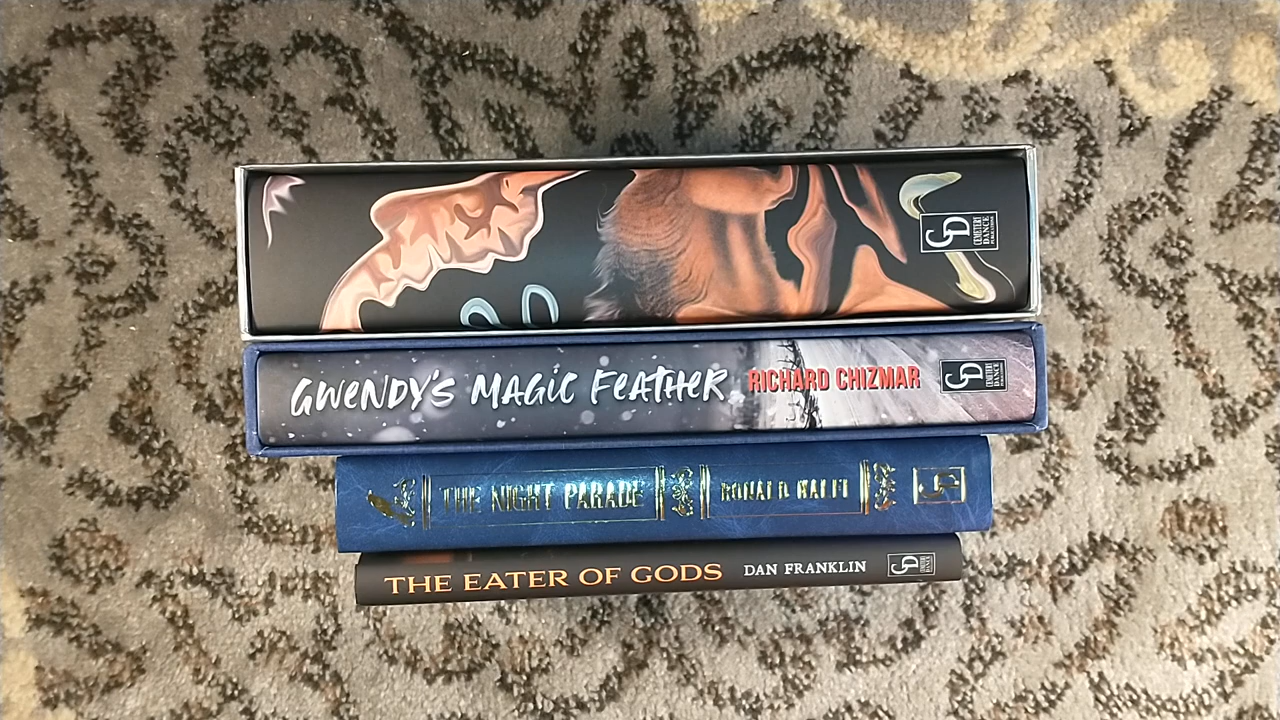 CD CEMETERY DANCE PUBLICATIONS
GWENDY'S MAGIC FEATHER RICHARD CHIZMAR CD CEMETERY DANCE
THE NIGHT PARADE RONALD MALFI CD
THE EATER OF GODS DAN FRANKLIN CD CEMETERY DANCE